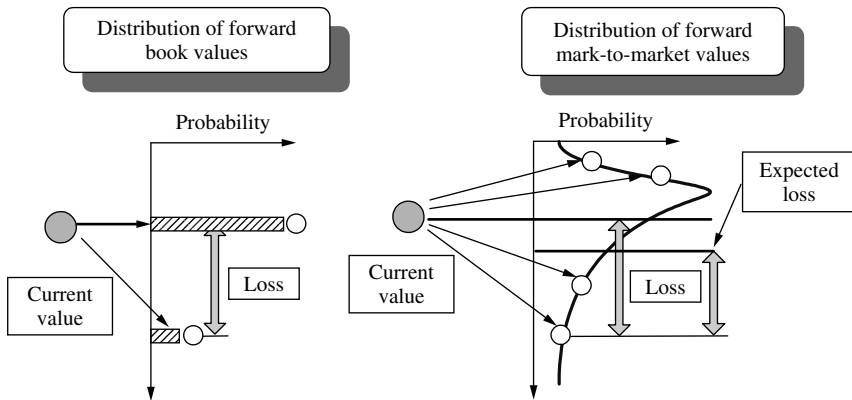 Distribution of forward
book values
Probability
Current
value
Loss
Distribution of forward
mark-to-market values
Probability
Expected
loss
Current
value
Loss